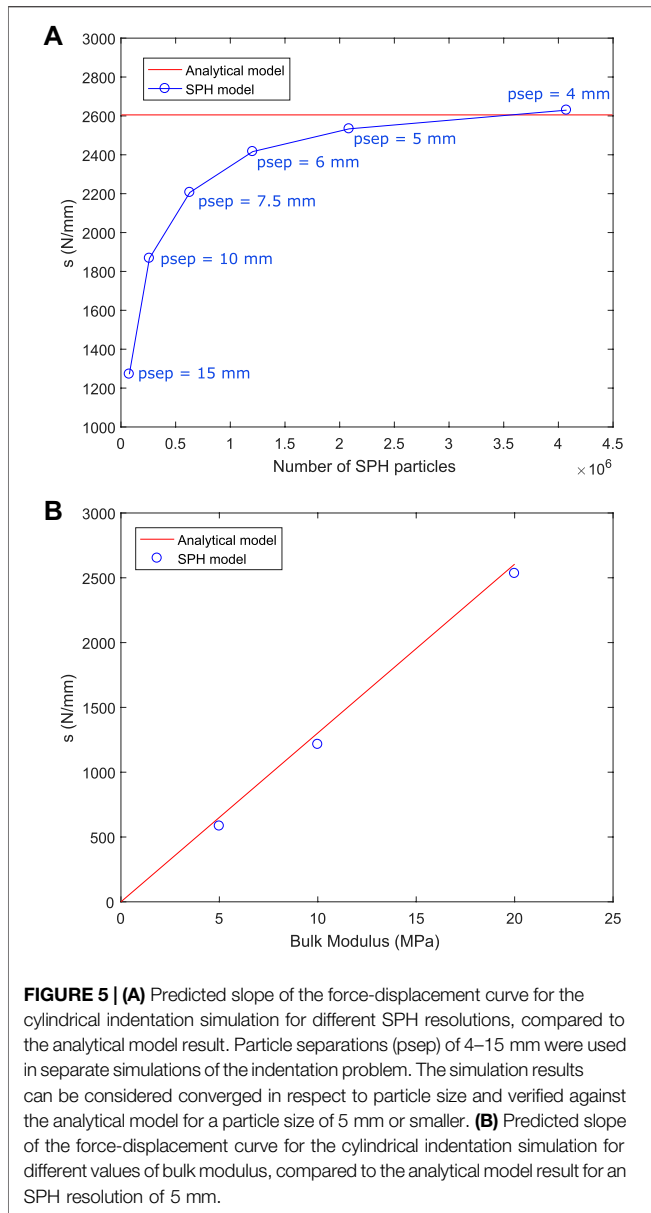 A
3000
2800
2600
2400
2200
2000
1800
1600
1400
1200
1000
s (N/mm)
Analytical model
SPH model
psep = 4 mm
psep = 5 mm
psep = 6 mm
psep = 7.5 mm
psep = 10 mm
psep = 15 mm
0 0.5 1 1.5 2 2.5 3 3.5 4 4.5
Number of SPH particles
× 10⁶
B
3000
2500
2000
1500
1000
500
0
s (N/mm)
Analytical model
SPH model
0 5 10 15 20 25
Bulk Modulus (MPa)
FIGURE 5 | (A) Predicted slope of the force-displacement curve for the
cylindrical indentation simulation for different SPH resolutions, compared to
the analytical model result. Particle separations (psep) of 4–15 mm were used
in separate simulations of the indentation problem. The simulation results
can be considered converged in respect to particle size and verified against
the analytical model for a particle size of 5 mm or smaller. (B) Predicted slope
of the force-displacement curve for the cylindrical indentation simulation for
different values of bulk modulus, compared to the analytical model result for an
SPH resolution of 5 mm.